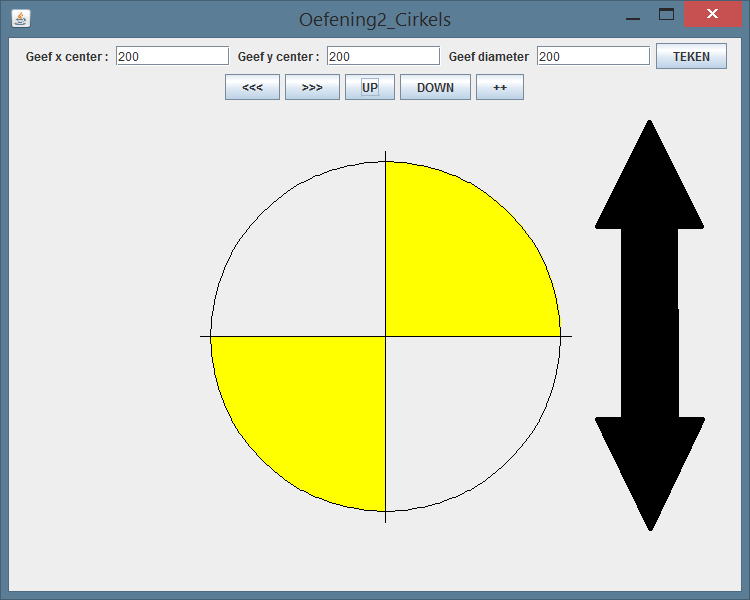 Oefening2_Cirkels
Geef x center : 200 Geef y center : 200 Geef diameter 200 TEKEN
<<< >>> UP DOWN ++